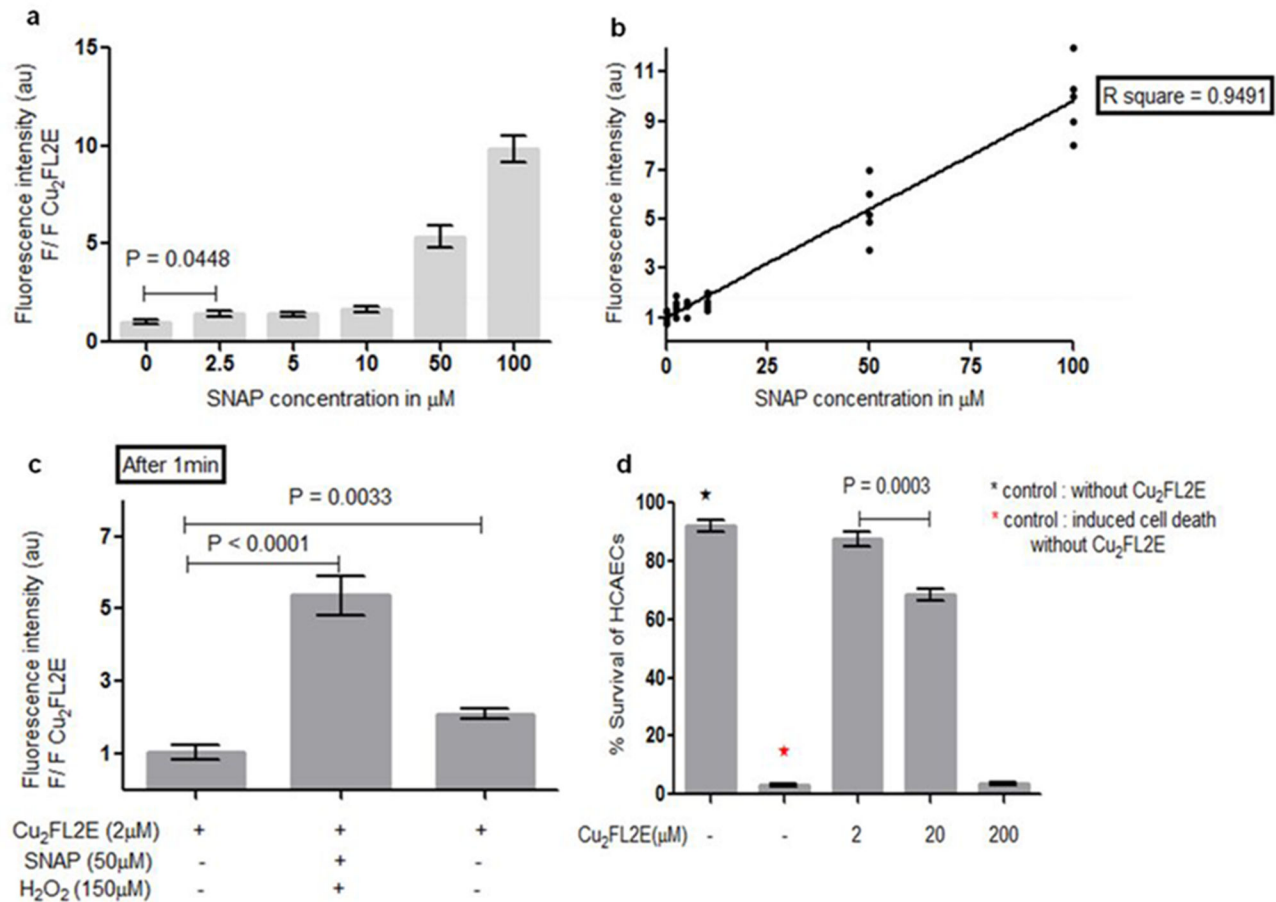 a
15
10
5
0
Fluorescence intensity (au)
F/ F Cu₂FL2E
P = 0.0448
0 2.5 5 10 50 100
SNAP concentration in μM
b
11
9
7
5
3
1
Fluorescence intensity (au)
R square = 0.9491
0 25 50 75 100
SNAP concentration in μM
c
After 1min
P = 0.0033
P < 0.0001
7
5
3
1
Fluorescence intensity (au)
F/ F Cu₂FL2E
Cu₂FL2E (2μM) + + +
SNAP (50μM) - + -
H₂O₂ (150μM) - + -
d
P = 0.0003
* control : without Cu₂FL2E
* control : induced cell death
without Cu₂FL2E
100
80
60
40
20
0
% Survival of HCAECs
*
*
Cu₂FL2E(μM) - - 2 20 200